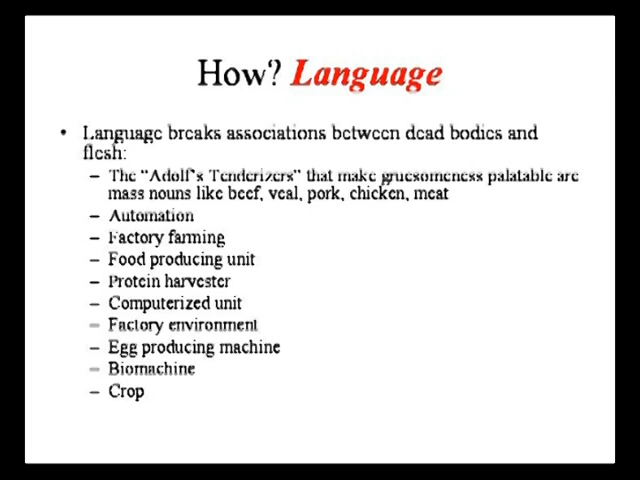 How? Language
• Language breaks associations between dead bodies and
flesh:
– The "Adolf's Tenderizers" that make gruesomeness palatable are
mass nouns like beef, veal, pork, chicken, meat
– Automation
– Factory farming
– Food producing unit
– Protein harvester
– Computerized unit
– Factory environment
– Egg producing machine
– Biomachine
– Crop